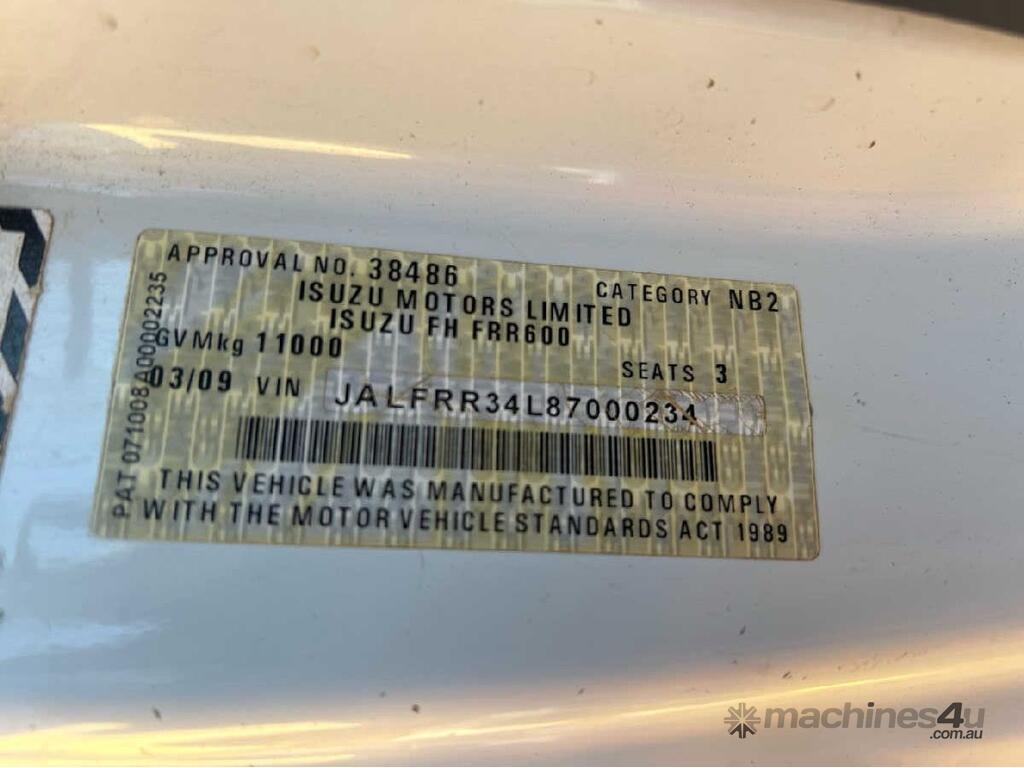 APPROVAL NO. 38486 CATEGORY NB2
ISUZU MOTORS LIMITED
ISUZU FH FRR600
GVMkg 11000 SEATS 3
03/09 VIN JALFRR34L87000234
THIS VEHICLE WAS MANUFACTURED TO COMPLY
WITH THE MOTOR VEHICLE STANDARDS ACT 1989
PAT 071008A00002235
machines4u
.com.au